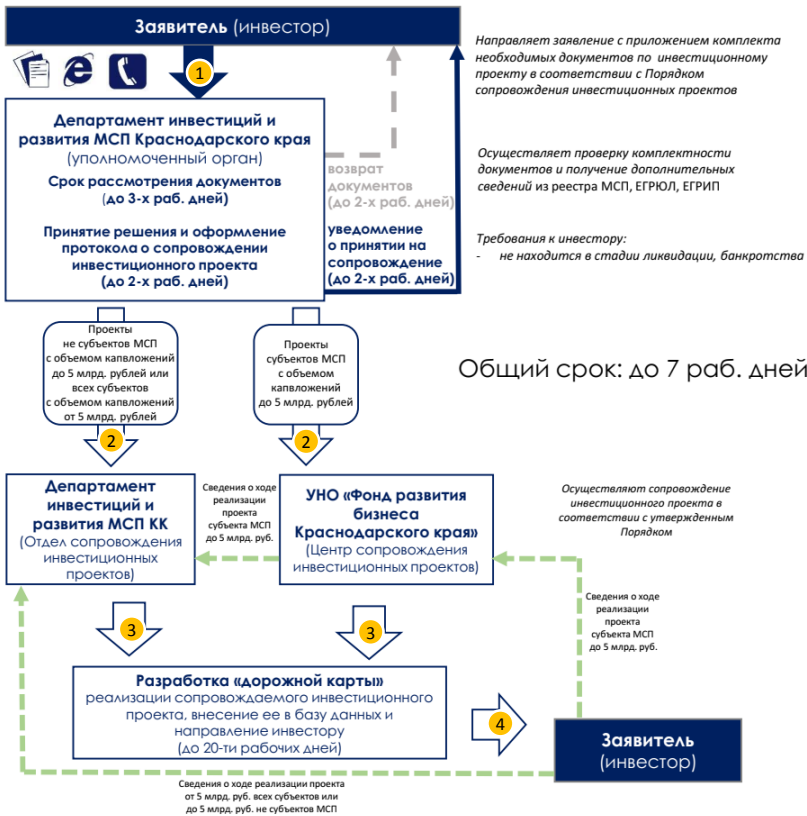 Заявитель (инвестор)
1
Направляет заявление с приложением комплекта
необходимых документов по инвестиционному
проекту в соответствии с Порядком
сопровождения инвестиционных проектов
Департамент инвестиций и
развития МСП Краснодарского края
(уполномоченный орган)
Срок рассмотрения документов
(до 3-х раб. дней)
Принятие решения и оформление
протокола о сопровождении
инвестиционного проекта
(до 2-х раб. дней)
возврат
документов
(до 2-х раб. дней)
уведомление
о принятии на
сопровождение
(до 2-х раб. дней)
Осуществляет проверку комплектности
документов и получение дополнительных
сведений из реестра МСП, ЕГРЮЛ, ЕГРИП
Требования к инвестору:
- не находится в стадии ликвидации, банкротства
Проекты
не субъектов МСП
с объемом капвложений
до 5 млрд. рублей или
всех субъектов
с объемом капвложений
от 5 млрд. рублей
Проекты
субъектов МСП
с объемом
капвложений
до 5 млрд. рублей
Общий срок: до 7 раб. дней
2
2
Департамент
инвестиций и
развития МСП КК
(Отдел сопровождения
инвестиционных
проектов)
Сведения о ходе
реализации
проекта
субъекта МСП
до 5 млрд. руб.
УНО «Фонд развития
бизнеса
Краснодарского края»
(Центр сопровождения
инвестиционных проектов)
Осуществляют сопровождение
инвестиционного проекта в
соответствии с утвержденным
Порядком
Сведения о ходе
реализации
проекта
субъекта МСП
до 5 млрд. руб.
3
3
Разработка «дорожной карты»
реализации сопровождаемого инвестиционного
проекта, внесение ее в базу данных и
направление инвестору
(до 20-ти рабочих дней)
4
Заявитель
(инвестор)
Сведения о ходе реализации проекта
от 5 млрд. руб. всех субъектов или
до 5 млрд. руб. не субъектов МСП